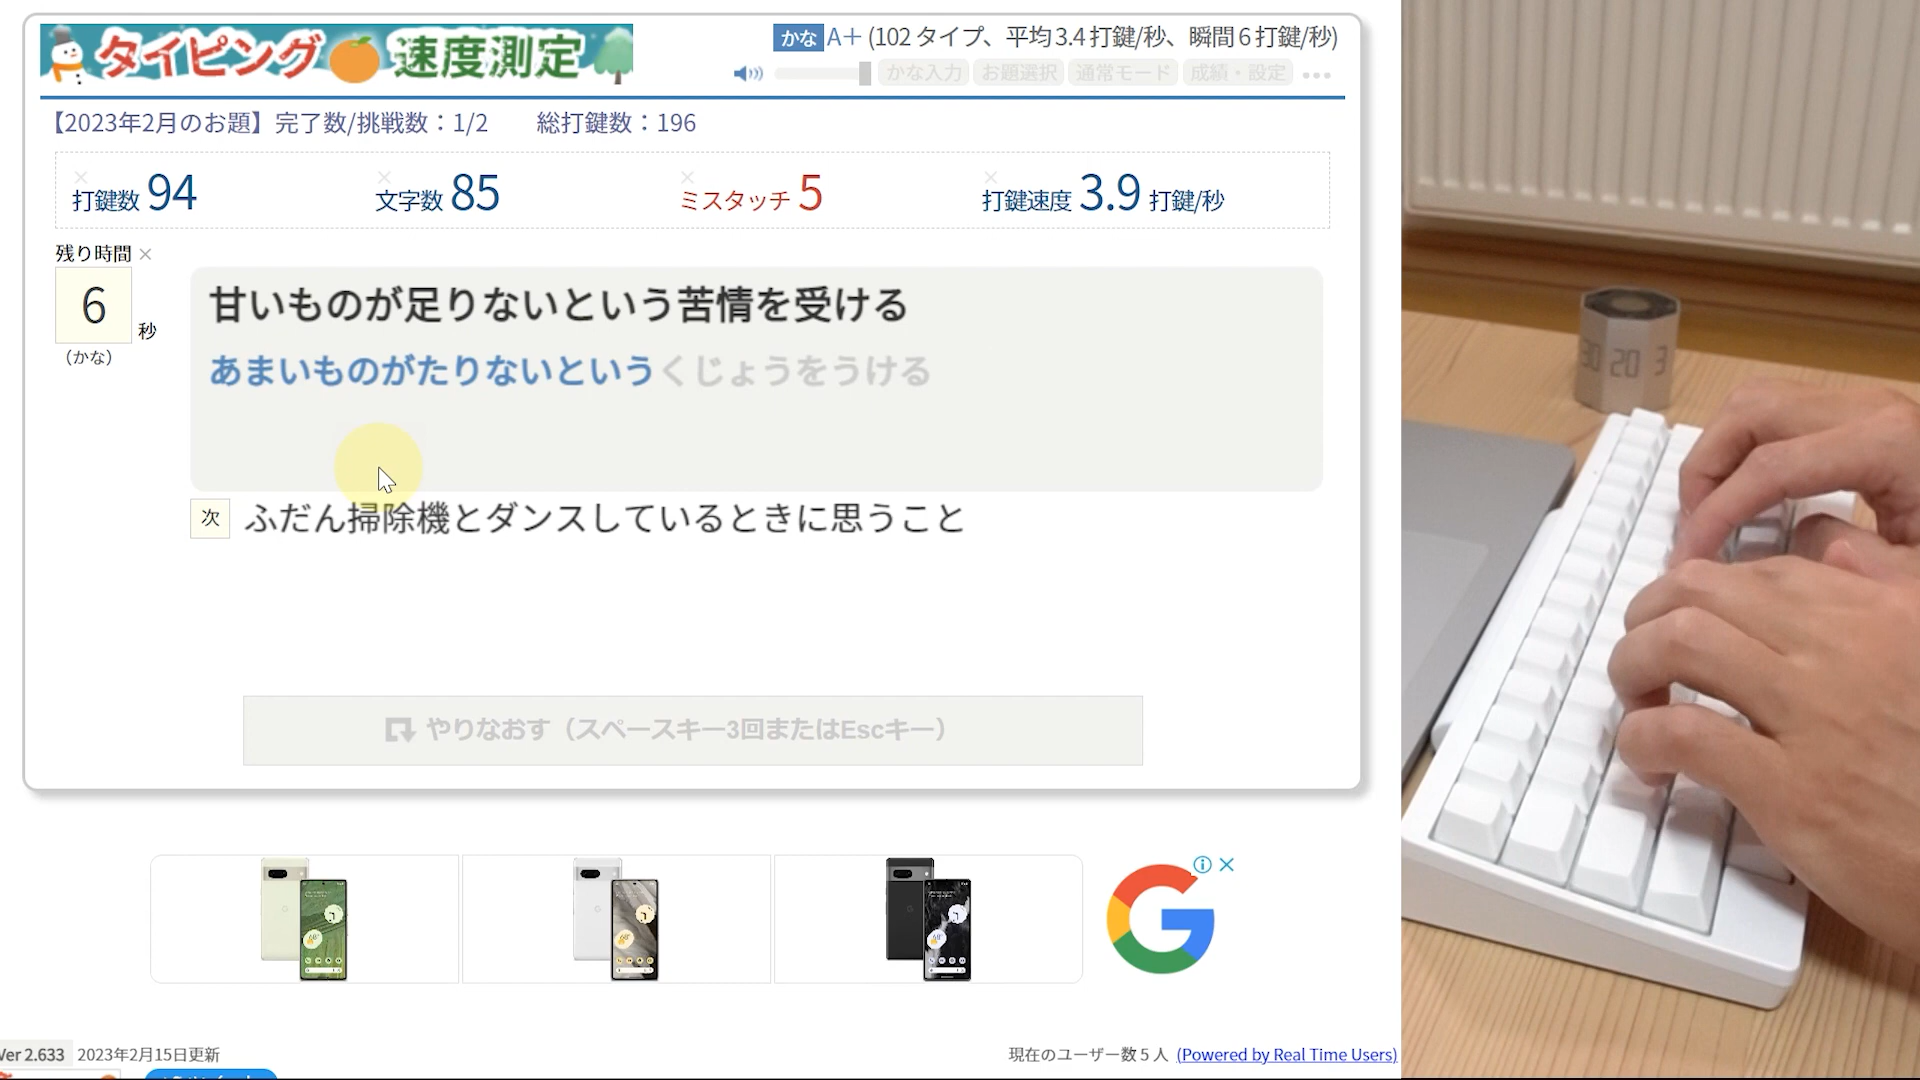 タイピング速度測定
かな A＋ (102 タイプ、平均 3.4 打鍵/秒、瞬間 6 打鍵/秒)
かな入力 お題選択 通常モード 成績・設定
【2023年2月のお題】完了数/挑戦数：1/2 総打鍵数：196
打鍵数 94 文字数 85 ミスタッチ 5 打鍵速度 3.9 打鍵/秒
残り時間
6 秒
（かな）
甘いものが足りないという苦情を受ける
あまいものがたりないというくじょうをうける
次 ふだん掃除機とダンスしているときに思うこと
やりなおす（スペースキー3回またはEscキー）
Ver 2.633 2023年2月15日更新
現在のユーザー数 5 人 (Powered by Real Time Users)